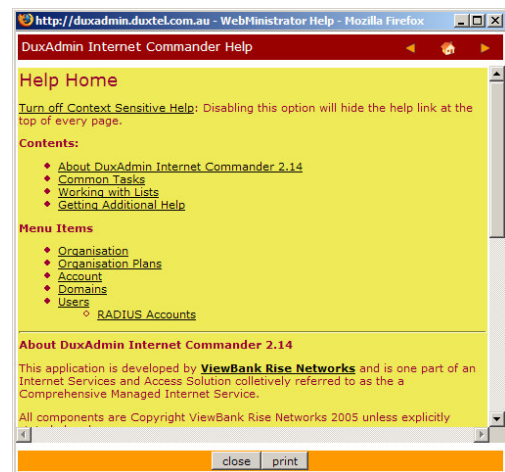 http://duxadmin.duxtel.com.au - WebMinistrator Help - Mozilla Firefox
DuxAdmin Internet Commander Help
Help Home
Turn off Context Sensitive Help: Disabling this option will hide the help link at the
top of every page.
Contents:
About DuxAdmin Internet Commander 2.14
Common Tasks
Working with Lists
Getting Additional Help
Menu Items
Organisation
Organisation Plans
Account
Domains
Users
RADIUS Accounts
About DuxAdmin Internet Commander 2.14
This application is developed by ViewBank Rise Networks and is one part of an
Internet Services and Access Solution colletively referred to as the a
Comprehensive Managed Internet Service.
All components are Copyright ViewBank Rise Networks 2005 unless explicitly
close print